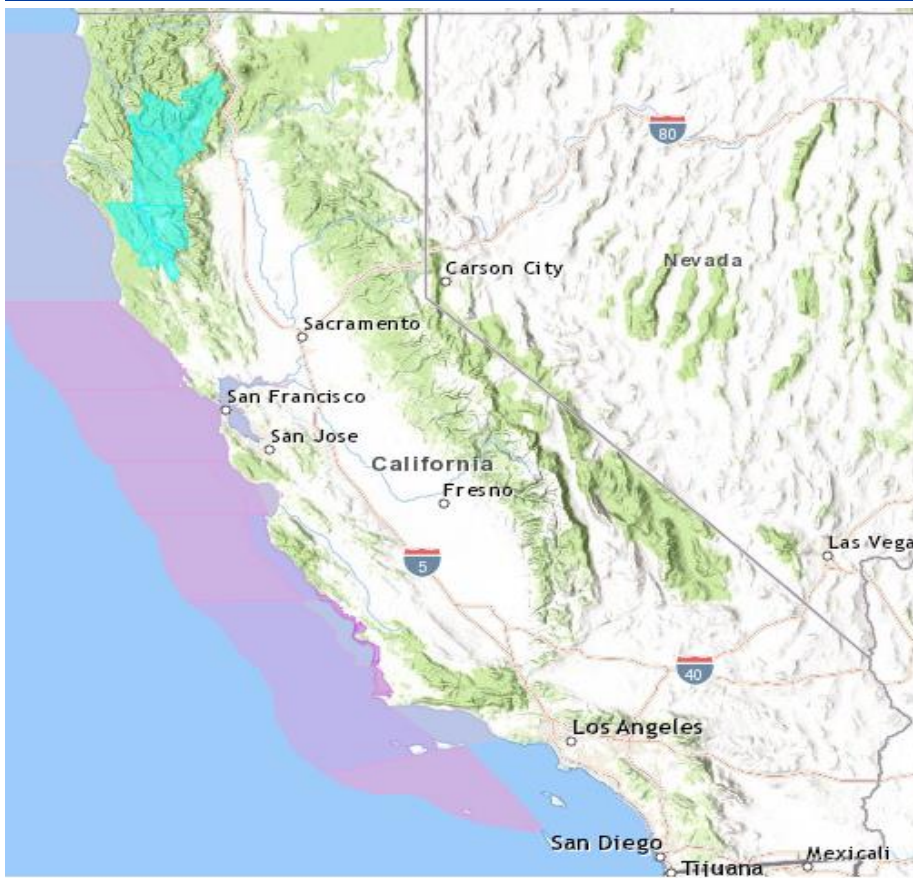 80
Carson City
Nevada
Sacramento
San Francisco
San Jose
California
Fresno
Las Vega
5
40
Los Angeles
San Diego
Mexicali
Tijuana